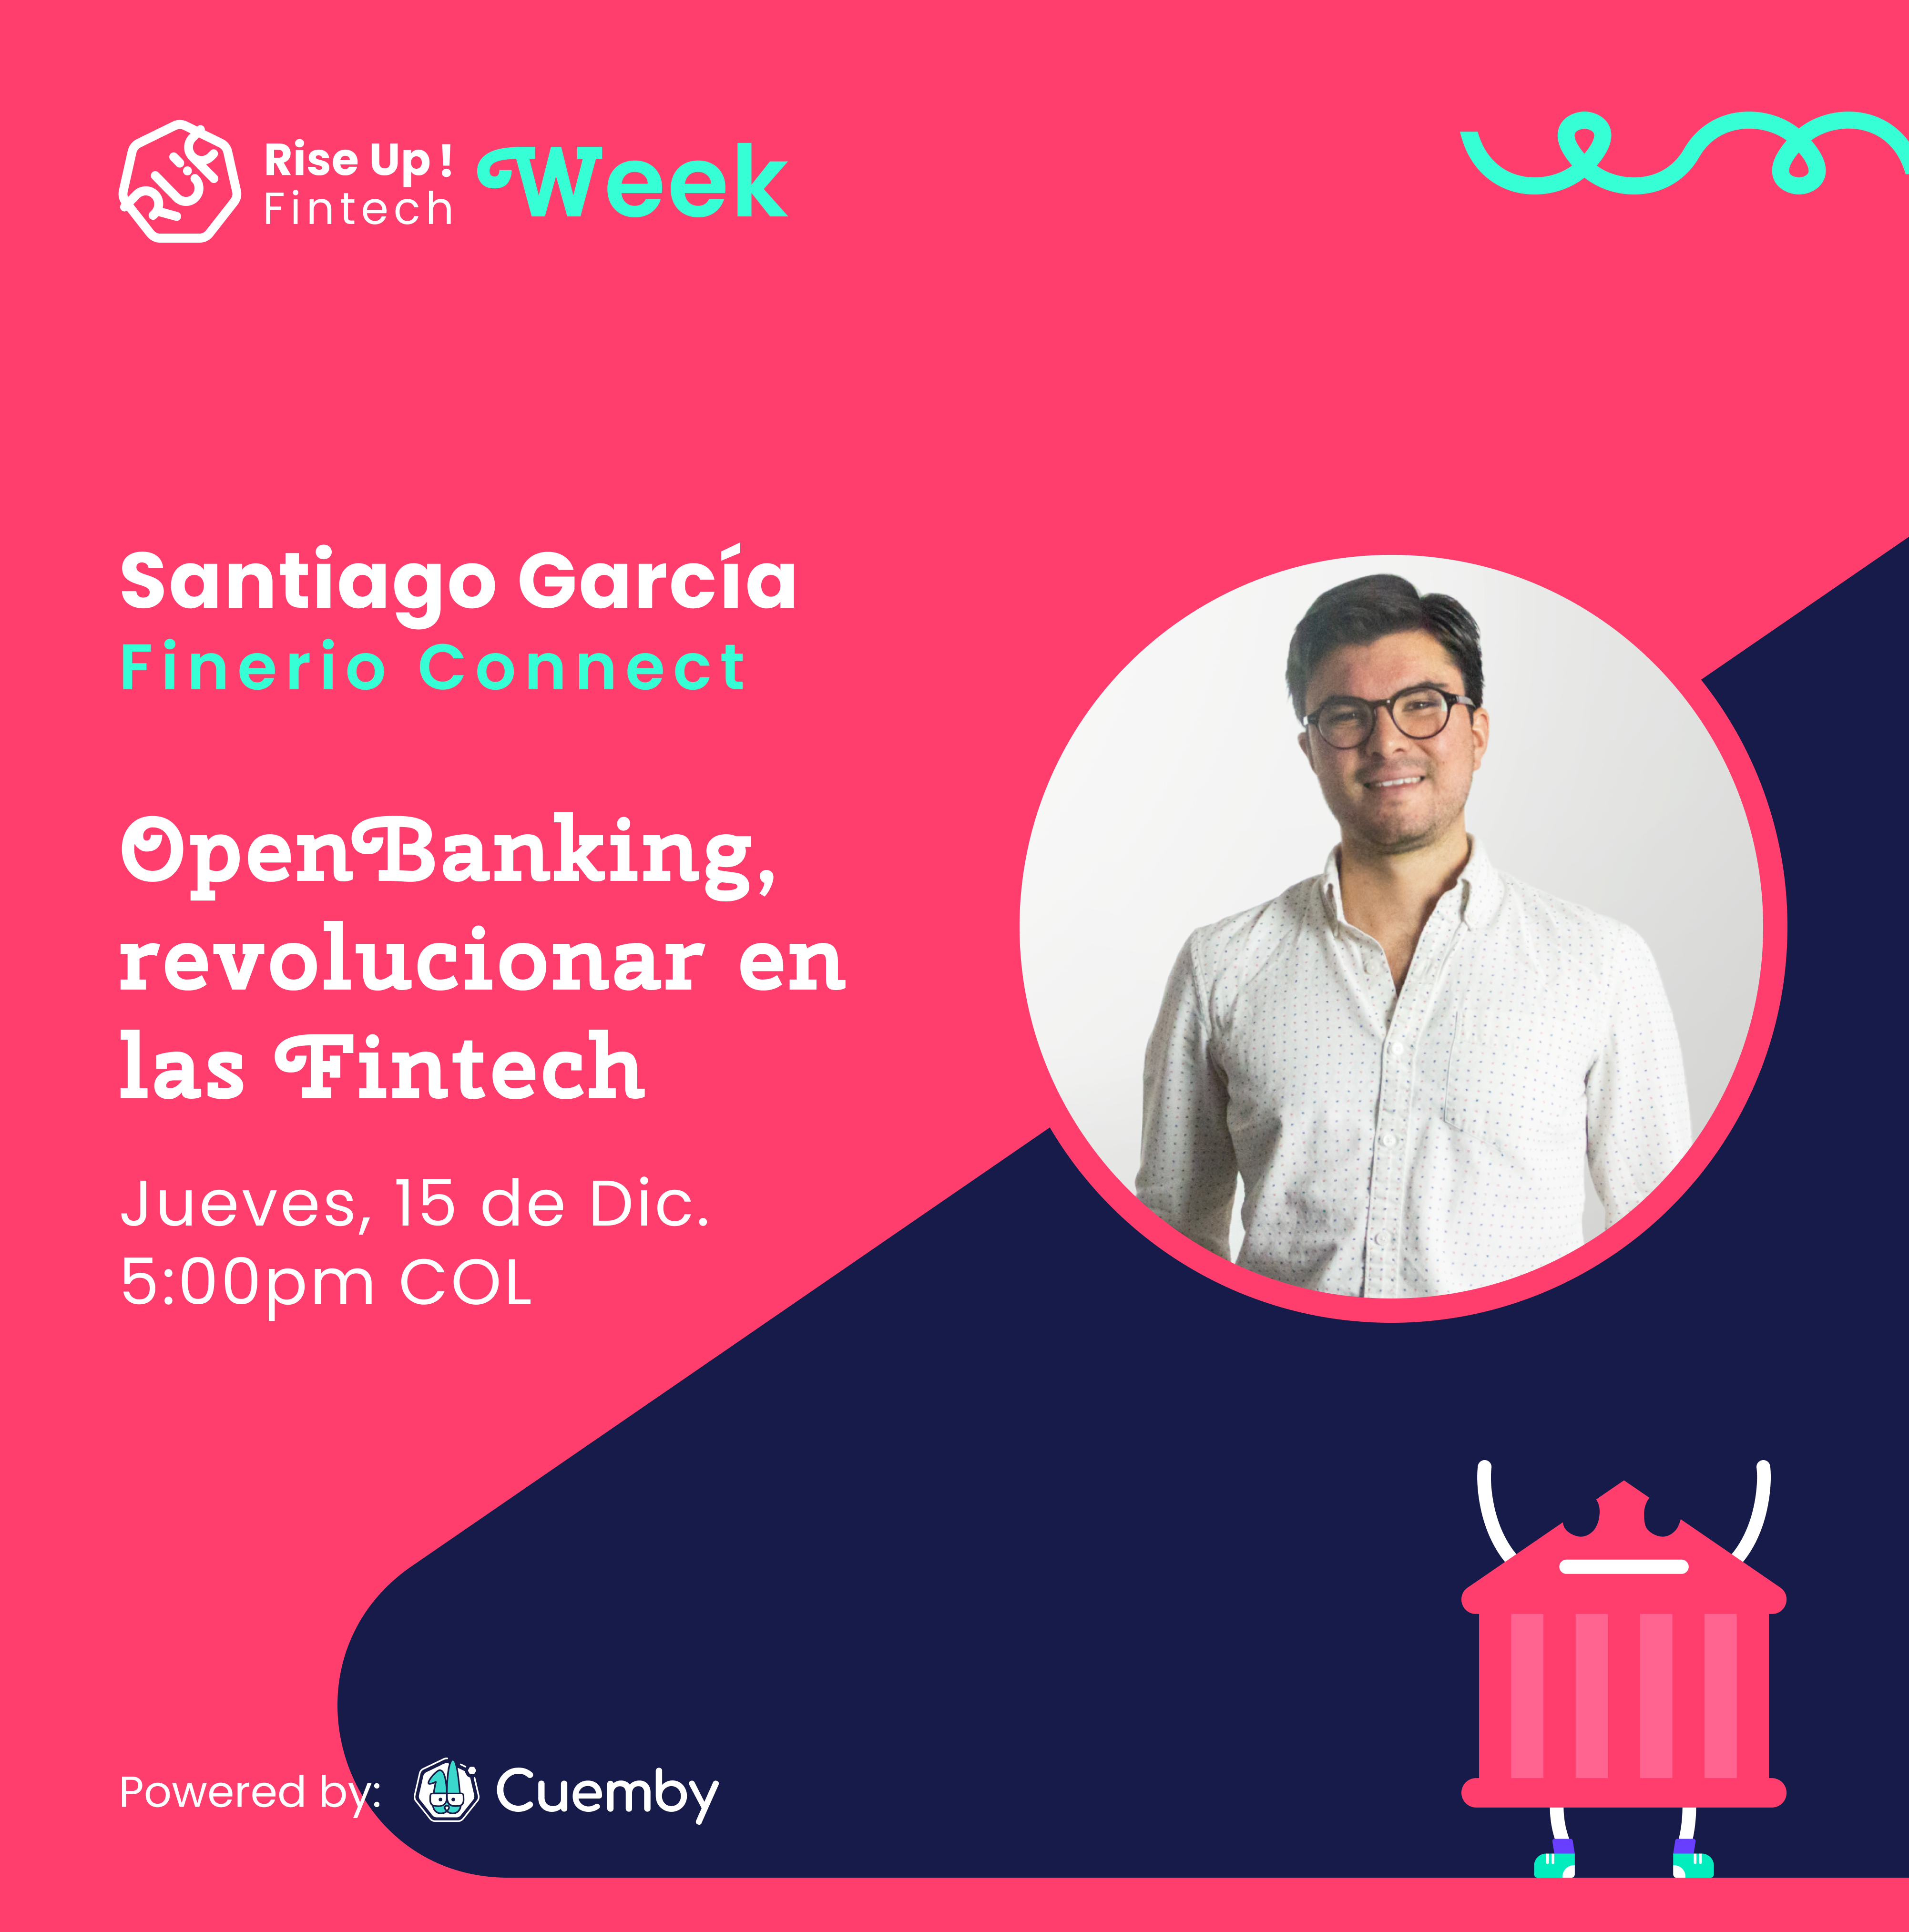 RUF
Rise Up!
Fintech
Week
Santiago García
Finerio Connect
OpenBanking,
revolucionar en
las Fintech
Jueves, 15 de Dic.
5:00pm COL
Powered by:
Cuemby